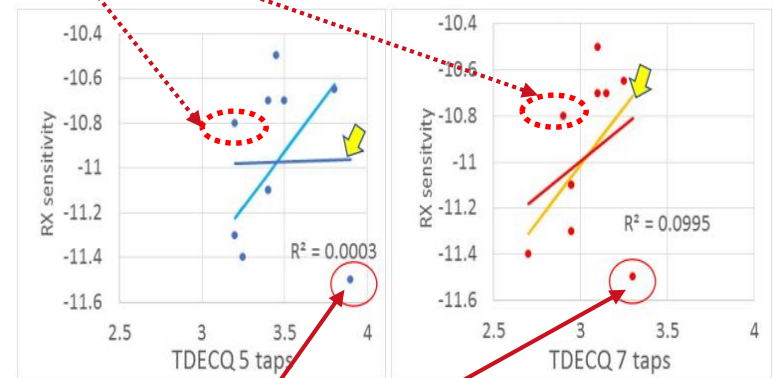 -10.4
-10.6
-10.8
-11
-11.2
-11.4
-11.6
RX sensitivty
R² = 0.0003
2.5 3 3.5 4
TDECQ 5 taps
-10.4
-10.6
-10.8
-11
-11.2
-11.4
-11.6
RX sensitivty
R² = 0.0995
2.5 3 3.5 4
TDECQ 7 taps